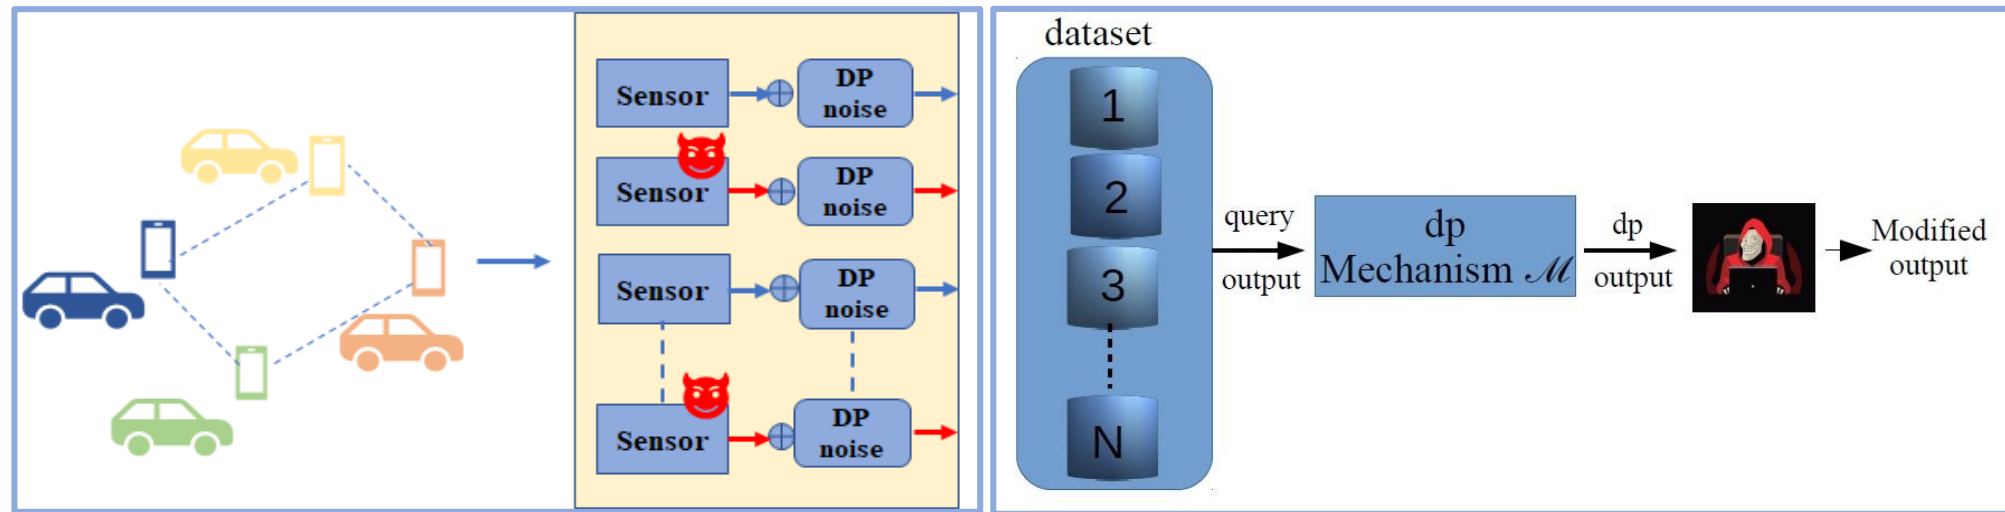 Sensor
DP
noise
Sensor
DP
noise
Sensor
DP
noise
Sensor
DP
noise
dataset
1
2
3
N
query
output
dp
Mechanism ℳ
dp
output
Modified
output